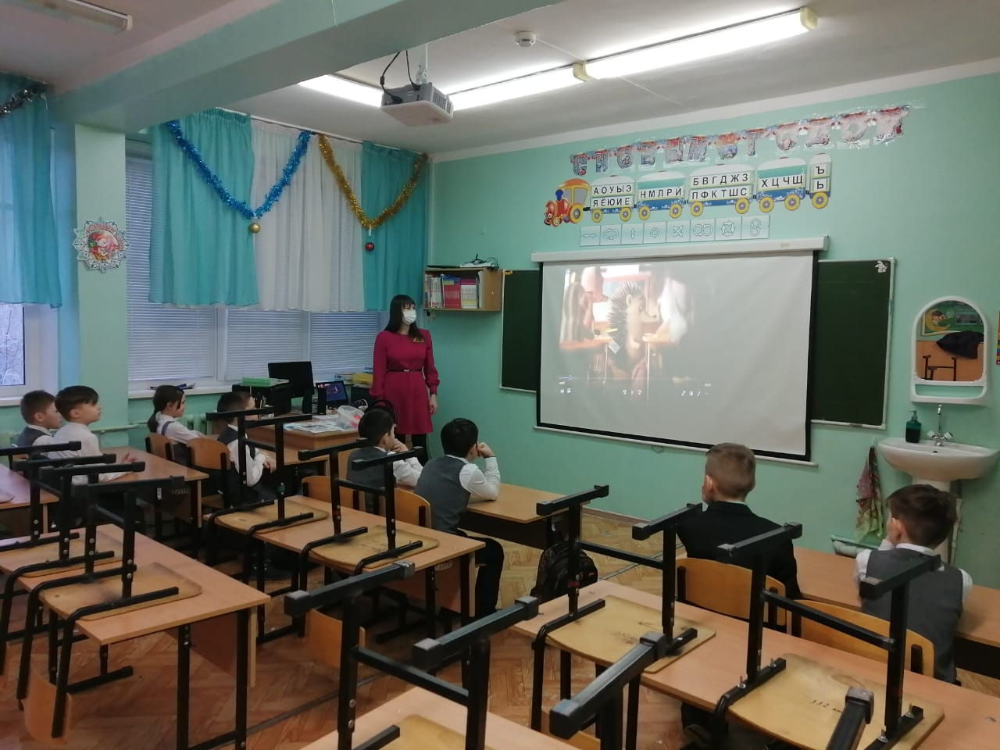 С НОВЫМ ГОДОМ
АОУЫЭ
ЯЁЮИЕ
НМЛРЙ
БВГДЖЗ
ПФКТШС
ХЦЧЩ
Ъ
Ь